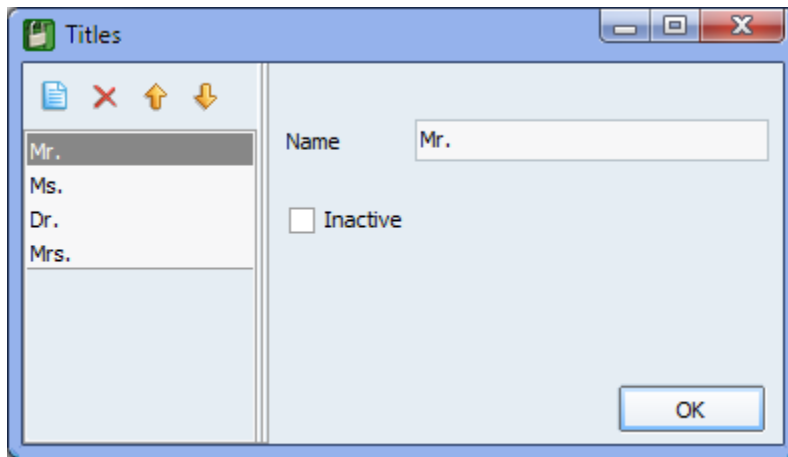 Titles
Mr.
Ms.
Dr.
Mrs.
Name Mr.
Inactive
OK